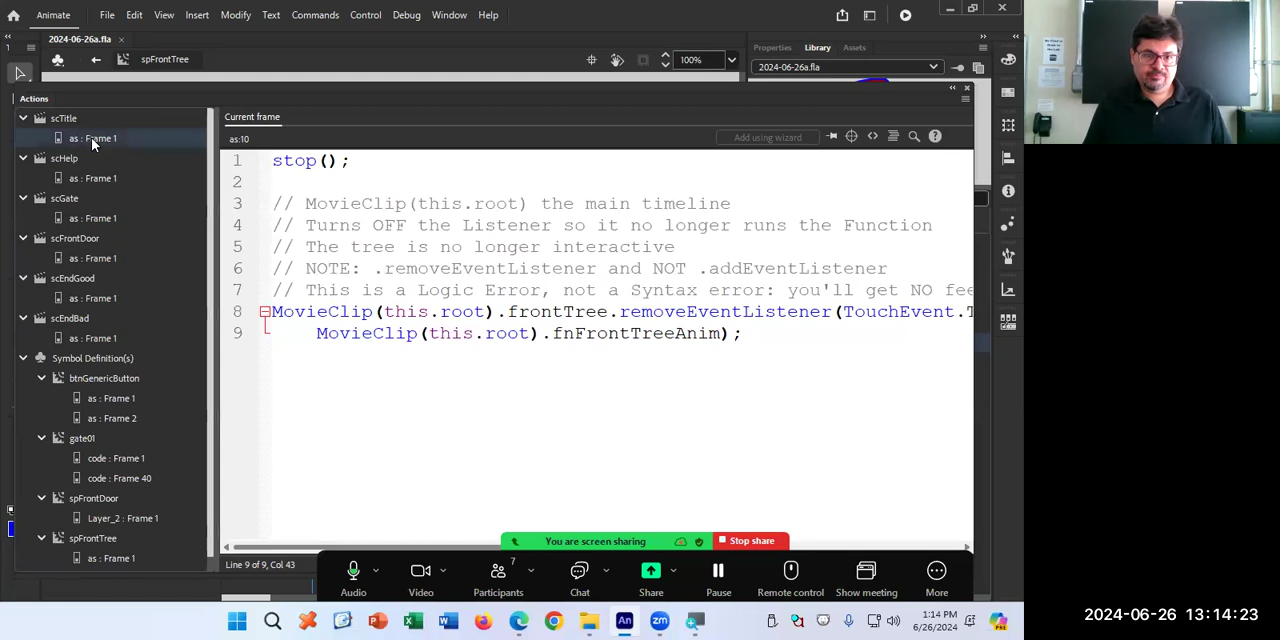 Animate File Edit View Insert Modify Text Commands Control Debug Window Help
2024-06-26a.fla
spFrontTree
100%
Properties Library Assets
2024-06-26a.fla
Actions
scTitle
as : Frame 1
scHelp
as : Frame 1
scGate
as : Frame 1
scFrontDoor
as : Frame 1
scEndGood
as : Frame 1
scEndBad
as : Frame 1
Symbol Definition(s)
btnGenericButton
as : Frame 1
as : Frame 2
gate01
code : Frame 1
code : Frame 40
spFrontDoor
Layer_2 : Frame 1
spFrontTree
as : Frame 1
Current frame
as:10
Add using wizard
1 stop();
2
3 // MovieClip(this.root) the main timeline
4 // Turns OFF the Listener so it no longer runs the Function
5 // The tree is no longer interactive
6 // NOTE: .removeEventListener and NOT .addEventListener
7 // This is a Logic Error, not a Syntax error: you'll get NO fee
8 MovieClip(this.root).frontTree.removeEventListener(TouchEvent.T
9 MovieClip(this.root).fnFrontTreeAnim);
Line 9 of 9, Col 43
You are screen sharing
Stop share
7
Audio Video Participants Chat Share Pause Remote control Show meeting More
1:14 PM
6/26/2024
2024-06-26 13:14:23